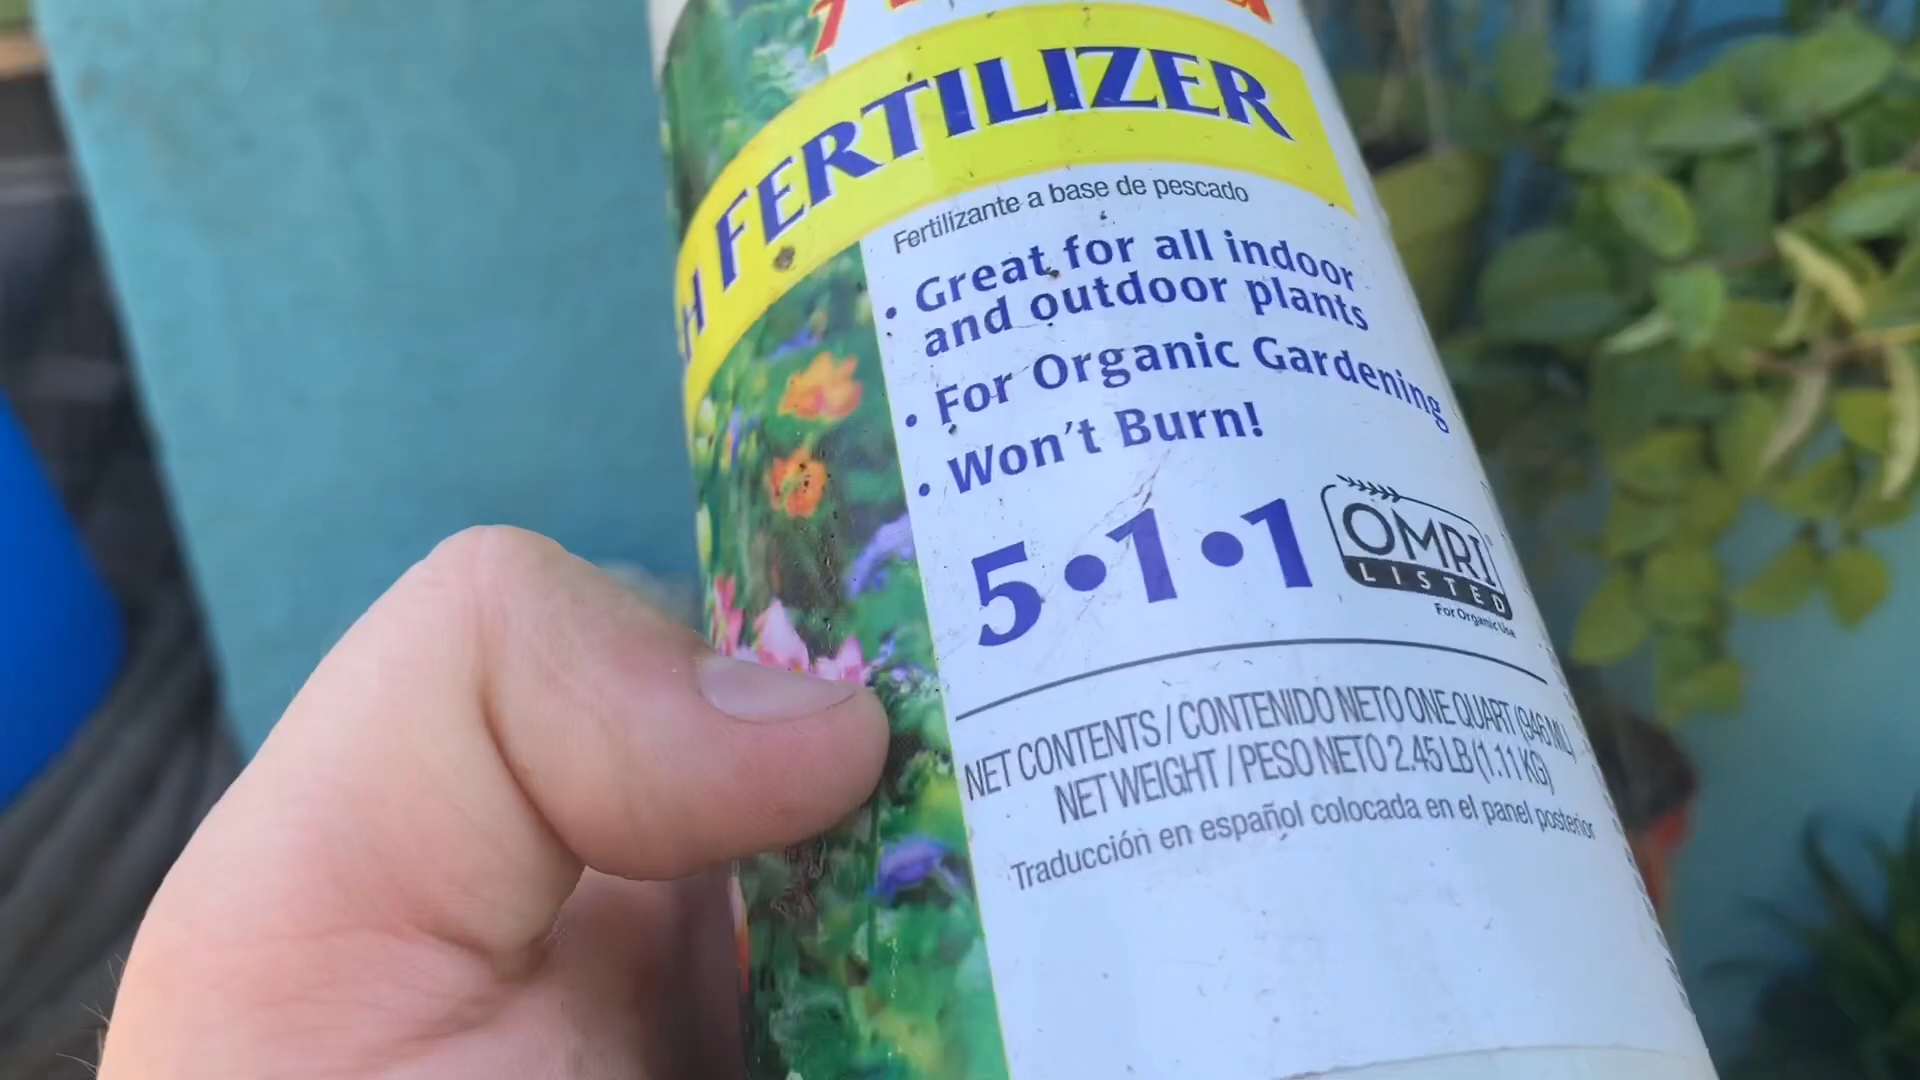 FERTILIZER
Fertilizante a base de pescado
• Great for all indoor
and outdoor plants
• For Organic Gardening
• Won't Burn!
5•1•1
OMRI
LISTED
For Organic Use
NET CONTENTS / CONTENIDO NETO ONE QUART (946 ML)
NET WEIGHT / PESO NETO 2.45 LB (1.11 KG)
Traducción en español colocada en el panel posterior